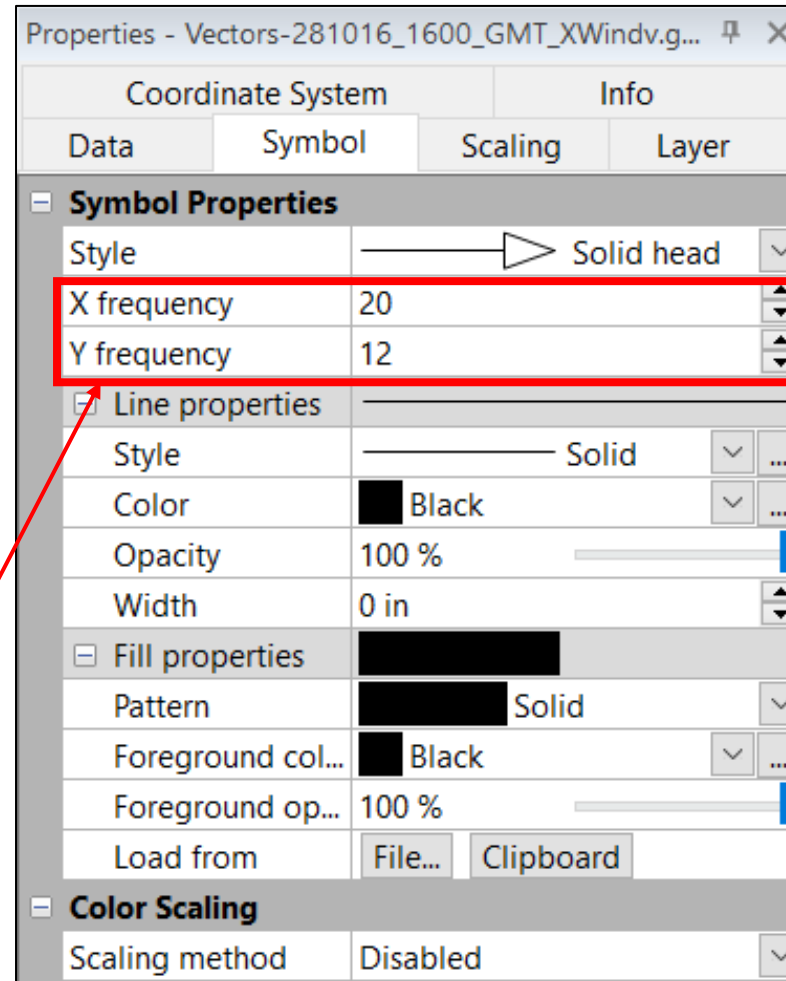 Properties - Vectors-281016_1600_GMT_XWindv.g...
Coordinate System Info
Data Symbol Scaling Layer
Symbol Properties
Style Solid head
X frequency 20
Y frequency 12
Line properties
Style Solid ...
Color Black ...
Opacity 100 %
Width 0 in
Fill properties
Pattern Solid
Foreground col... Black ...
Foreground op... 100 %
Load from File... Clipboard
Color Scaling
Scaling method Disabled